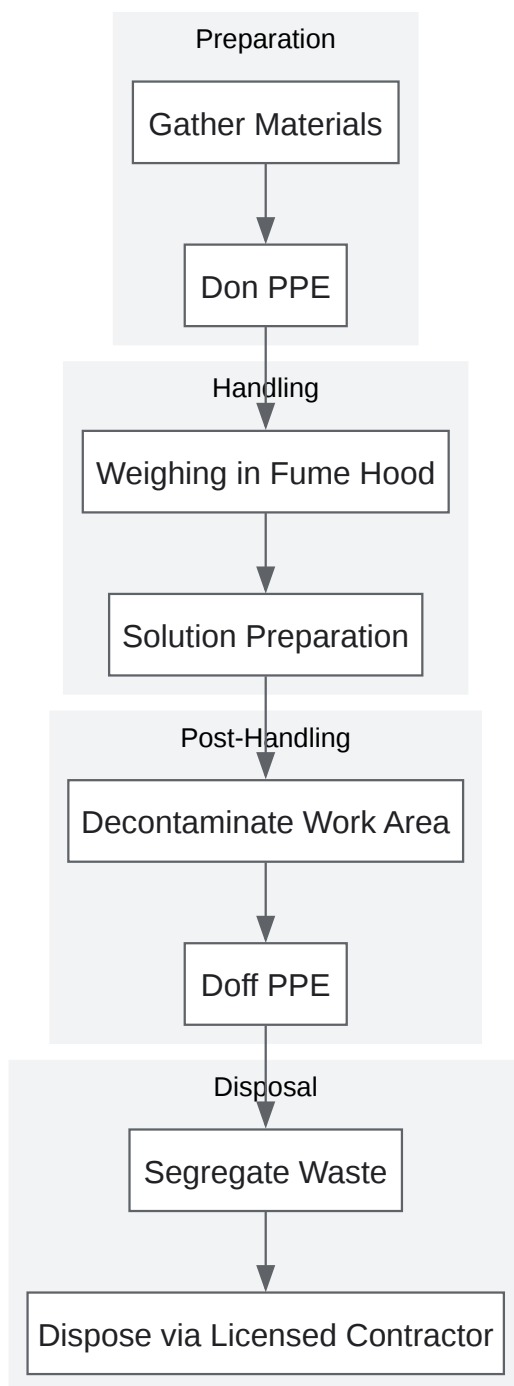 Preparation
Gather Materials
Don PPE
Handling
Weighing in Fume Hood
Solution Preparation
Post-Handling
Decontaminate Work Area
Doff PPE
Disposal
Segregate Waste
Dispose via Licensed Contractor